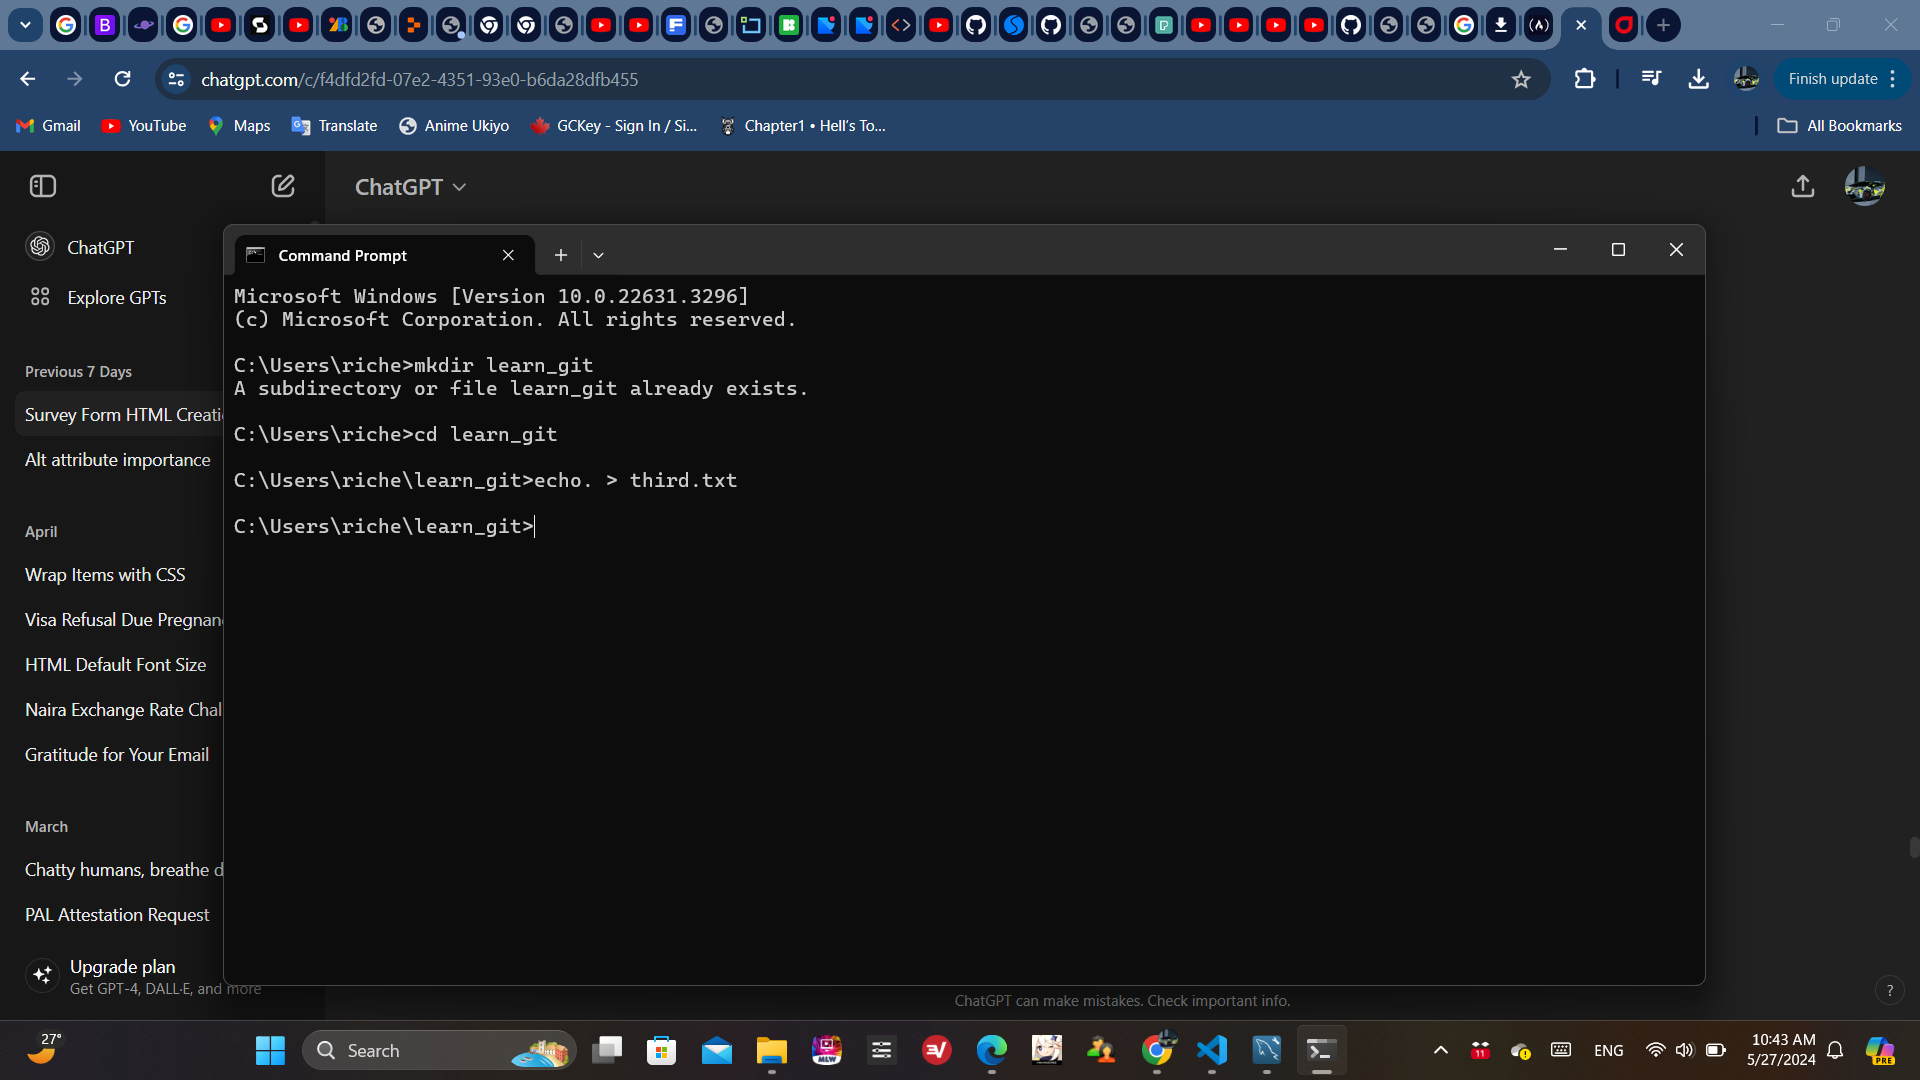 chatgpt.com/c/f4dfd2fd-07e2-4351-93e0-b6da28dfb455
Finish update
Gmail
YouTube
Maps
Translate
Anime Ukiyo
GCKey - Sign In / Si...
Chapter1 • Hell's To...
All Bookmarks
ChatGPT
ChatGPT
Explore GPTs
Previous 7 Days
Survey Form HTML Creati
Alt attribute importance
April
Wrap Items with CSS
Visa Refusal Due Pregnan
HTML Default Font Size
Naira Exchange Rate Chal
Gratitude for Your Email
March
Chatty humans, breathe d
PAL Attestation Request
Upgrade plan
Get GPT-4, DALL·E, and more
Command Prompt
Microsoft Windows [Version 10.0.22631.3296]
(c) Microsoft Corporation. All rights reserved.
C:\Users\riche>mkdir learn_git
A subdirectory or file learn_git already exists.
C:\Users\riche>cd learn_git
C:\Users\riche\learn_git>echo. > third.txt
C:\Users\riche\learn_git>
ChatGPT can make mistakes. Check important info.
?
27°
Search
MLW
11
ENG
10:43 AM
5/27/2024
PRE